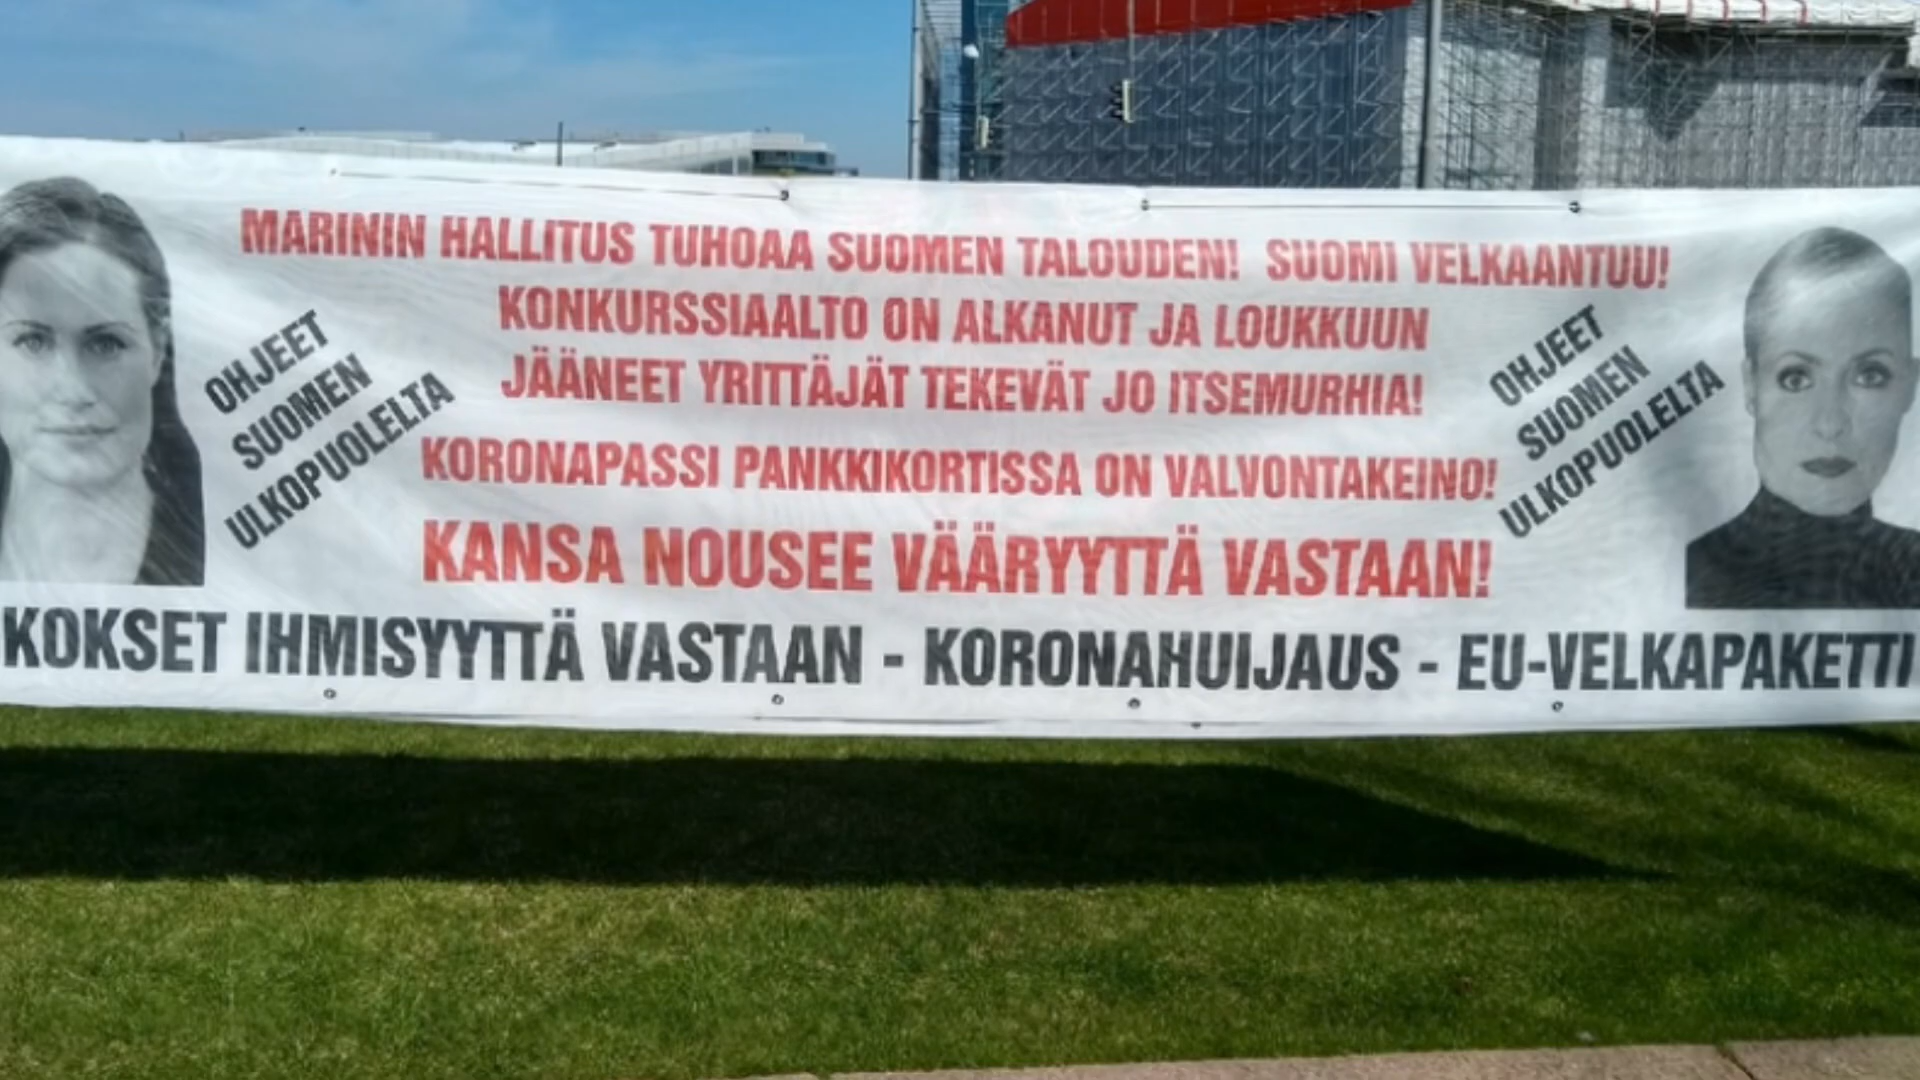 MARININ HALLITUS TUHOAA SUOMEN TALOUDEN! SUOMI VELKAANTUU!
KONKURSSIAALTO ON ALKANUT JA LOUKKUUN
JÄÄNEET YRITTÄJÄT TEKEVÄT JO ITSEMURHIA!
KORONAPASSI PANKKIKORTISSA ON VALVONTAKEINO!
KANSA NOUSEE VÄÄRYYTTÄ VASTAAN!
OHJEET
SUOMEN
ULKOPUOLELTA
OHJEET
SUOMEN
ULKOPUOLELTA
KOKSET IHMISYYTTÄ VASTAAN - KORONAHUIJAUS - EU-VELKAPAKETTI